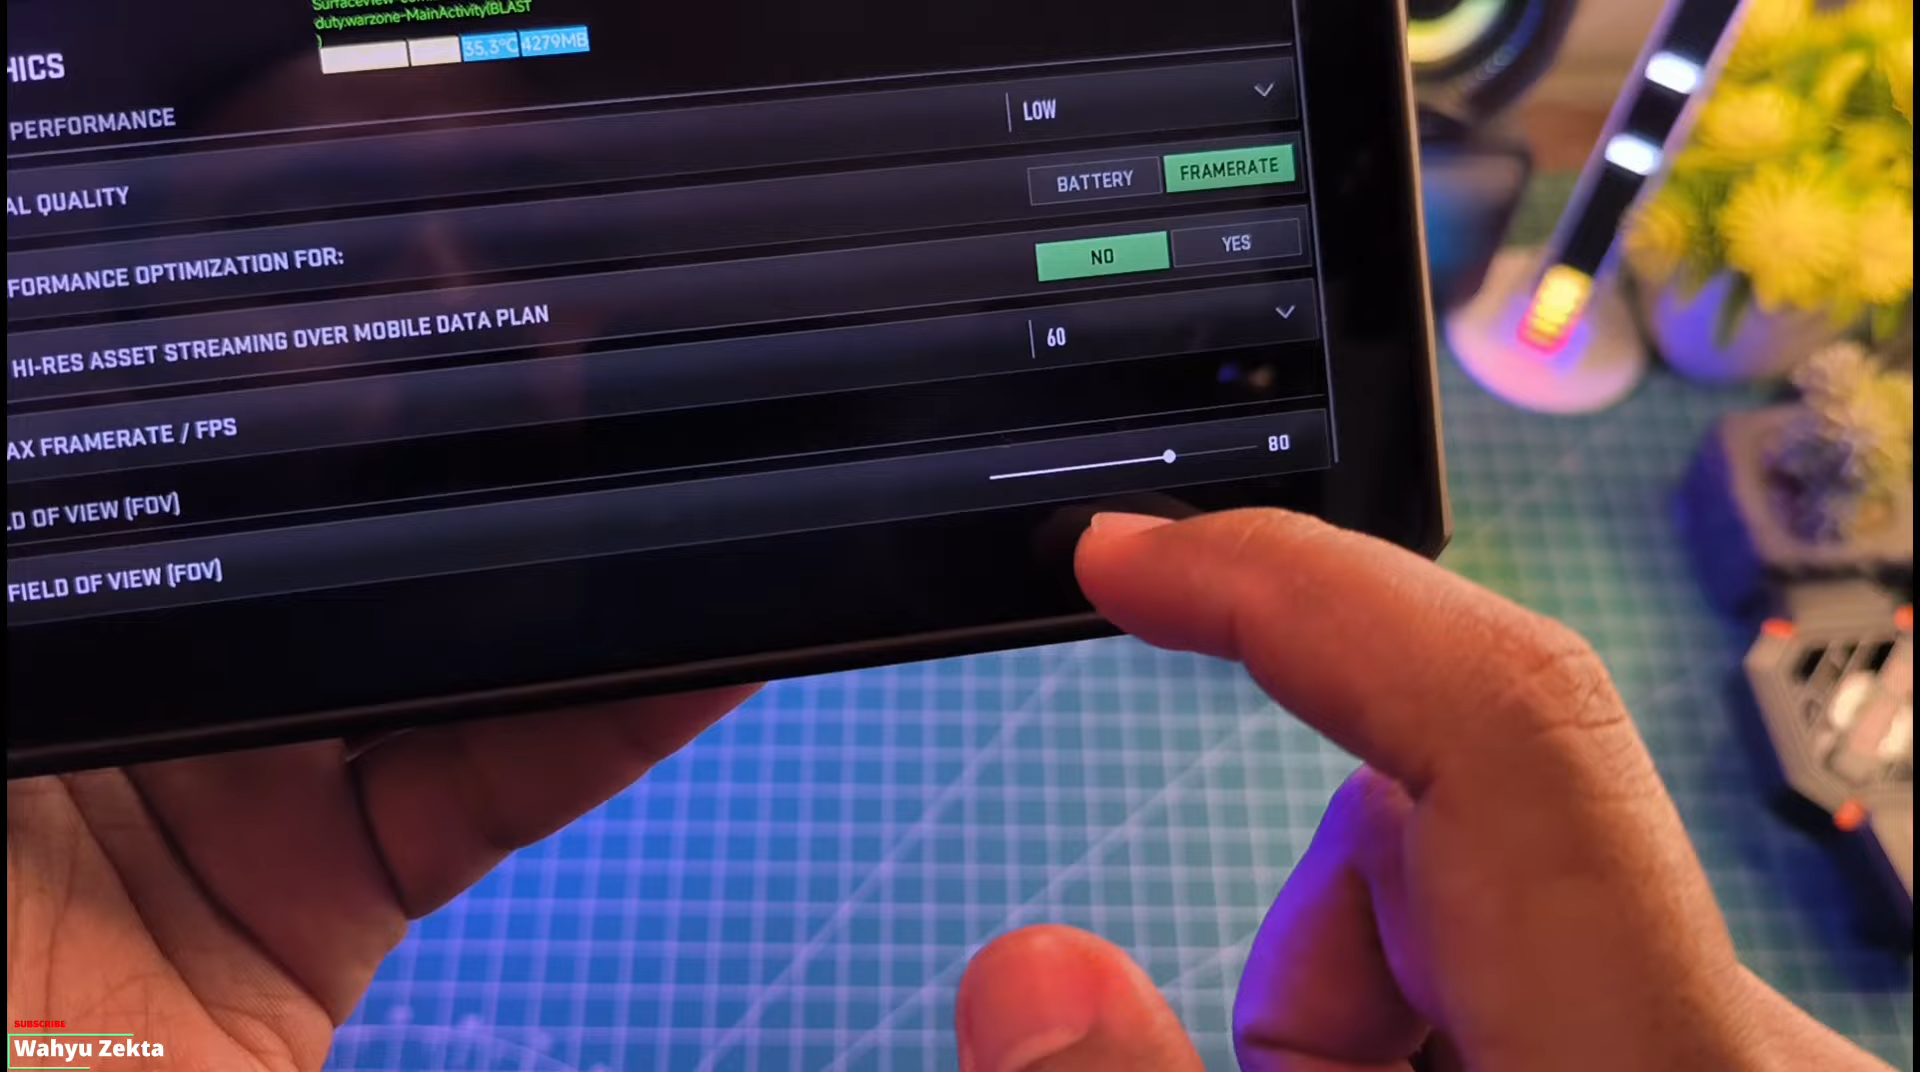 duty.warzone-MainActivity(BLAST
)
35,3°C 4279MB
HICS
PERFORMANCE
AL QUALITY
LOW
FORMANCE OPTIMIZATION FOR:
BATTERY
FRAMERATE
HI-RES ASSET STREAMING OVER MOBILE DATA PLAN
NO
YES
AX FRAMERATE / FPS
60
LD OF VIEW (FOV)
FIELD OF VIEW (FOV)
80
SUBSCRIBE
Wahyu Zekta